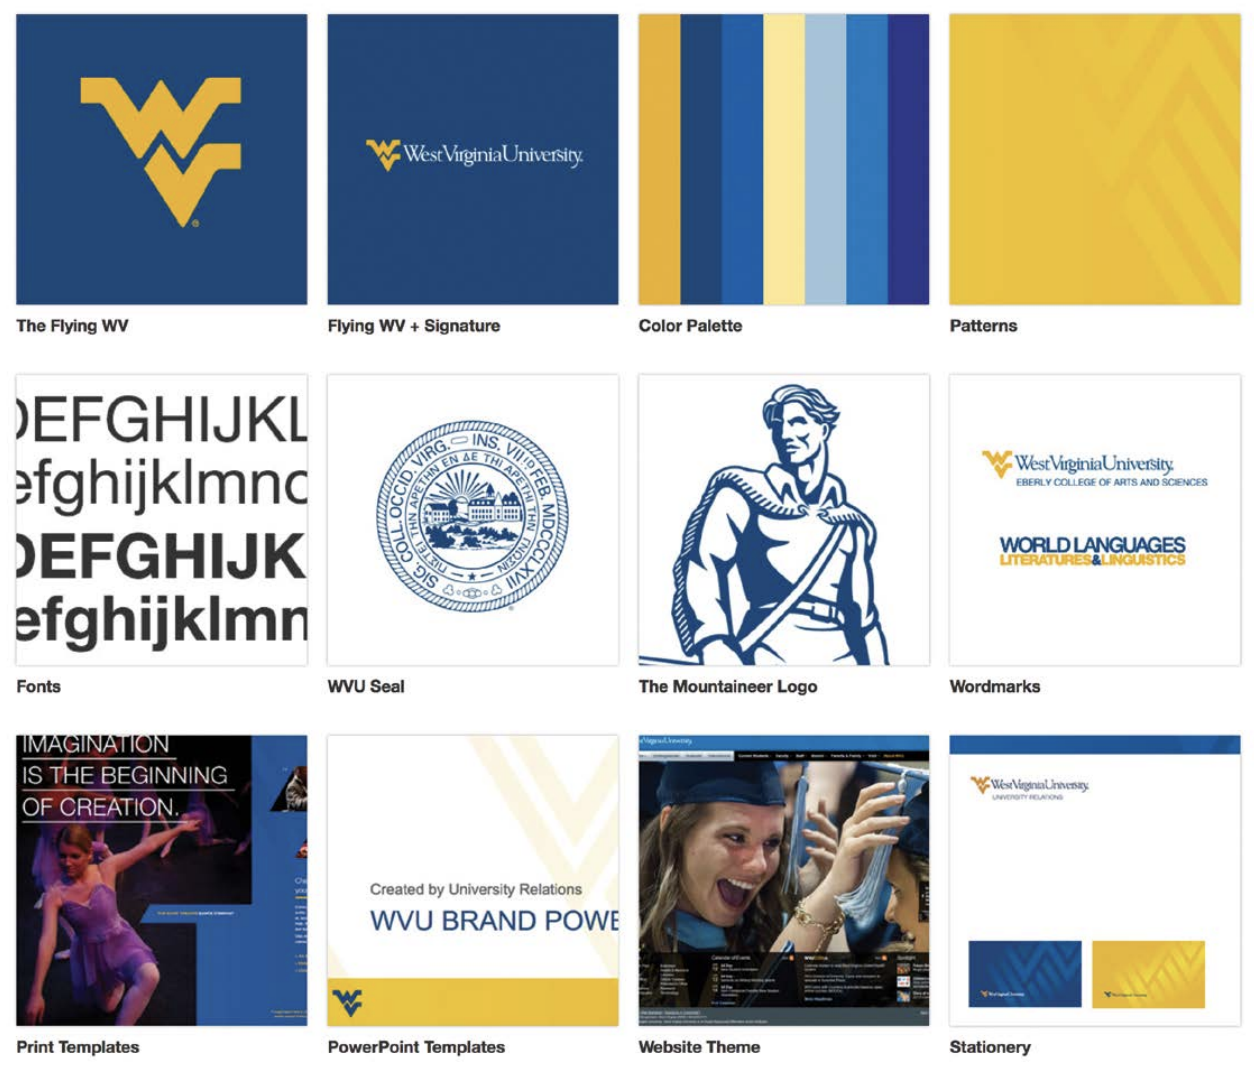 WestVirginiaUniversity.
The Flying WV
Flying WV + Signature
Color Palette
Patterns
DEFGHIJKL
efghijklmno
DEFGHIJK
efghijklmn
SIG. COLL. OCCID. VIRG. INS. VII FEB. MDCCCLXVII
WestVirginiaUniversity.
EBERLY COLLEGE OF ARTS AND SCIENCES
WORLD LANGUAGES
LITERATURES&LINGUISTICS
Fonts
WVU Seal
The Mountaineer Logo
Wordmarks
IMAGINATION
IS THE BEGINNING
OF CREATION.
Created by University Relations
WVU BRAND POWE
WestVirginiaUniversity.
UNIVERSITY RELATIONS
Print Templates
PowerPoint Templates
Website Theme
Stationery